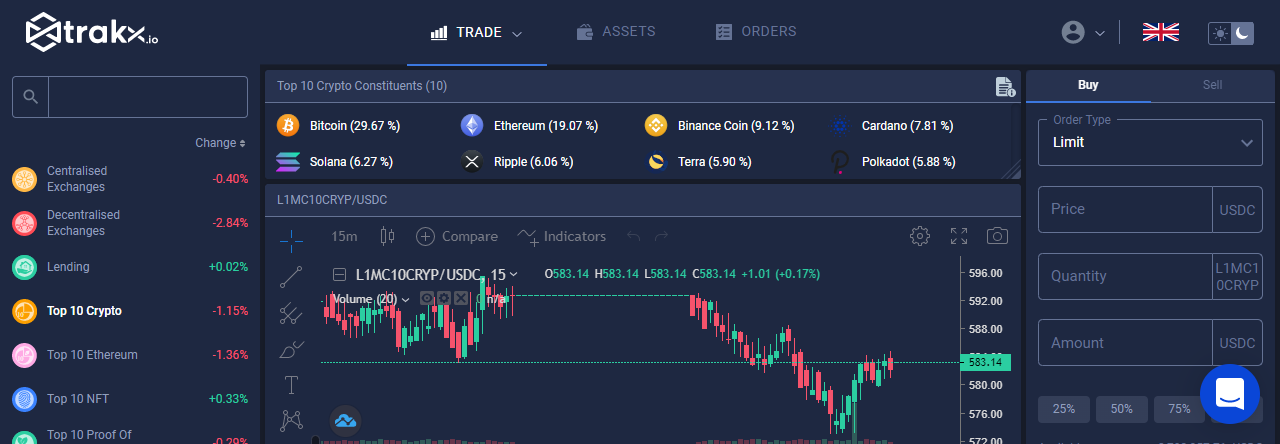 trakx.io
TRADE
ASSETS
ORDERS
Change
Centralised
Exchanges
-0.40%
Decentralised
Exchanges
-2.84%
Lending
+0.02%
Top 10 Crypto
-1.15%
Top 10 Ethereum
-1.36%
Top 10 NFT
+0.33%
Top 10 Proof Of
-0.29%
Top 10 Crypto Constituents (10)
Bitcoin (29.67 %)
Ethereum (19.07 %)
Binance Coin (9.12 %)
Cardano (7.81 %)
Solana (6.27 %)
Ripple (6.06 %)
Terra (5.90 %)
Polkadot (5.88 %)
L1MC10CRYP/USDC
15m
Compare
Indicators
L1MC10CRYP/USDC, 15
O583.14 H583.14 L583.14 C583.14 +1.01 (+0.17%)
Volume (20)
n/a
596.00
592.00
588.00
583.14
580.00
576.00
572.00
Buy
Sell
Order Type
Limit
Price
USDC
Quantity
L1MC1
0CRYP
Amount
USDC
25%
50%
75%